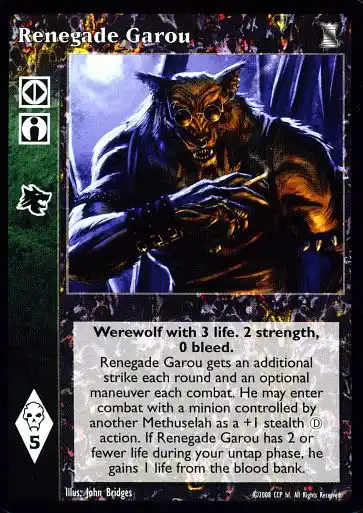 Renegade Garou
Werewolf with 3 life. 2 strength,
0 bleed.
Renegade Garou gets an additional
strike each round and an optional
maneuver each combat. He may enter
combat with a minion controlled by
another Methuselah as a +1 stealth Ⓓ
action. If Renegade Garou has 2 or
fewer life during your untap phase, he
gains 1 life from the blood bank.
5
Illus: John Bridges ©2008 CCP hf. All Rights Reserved.